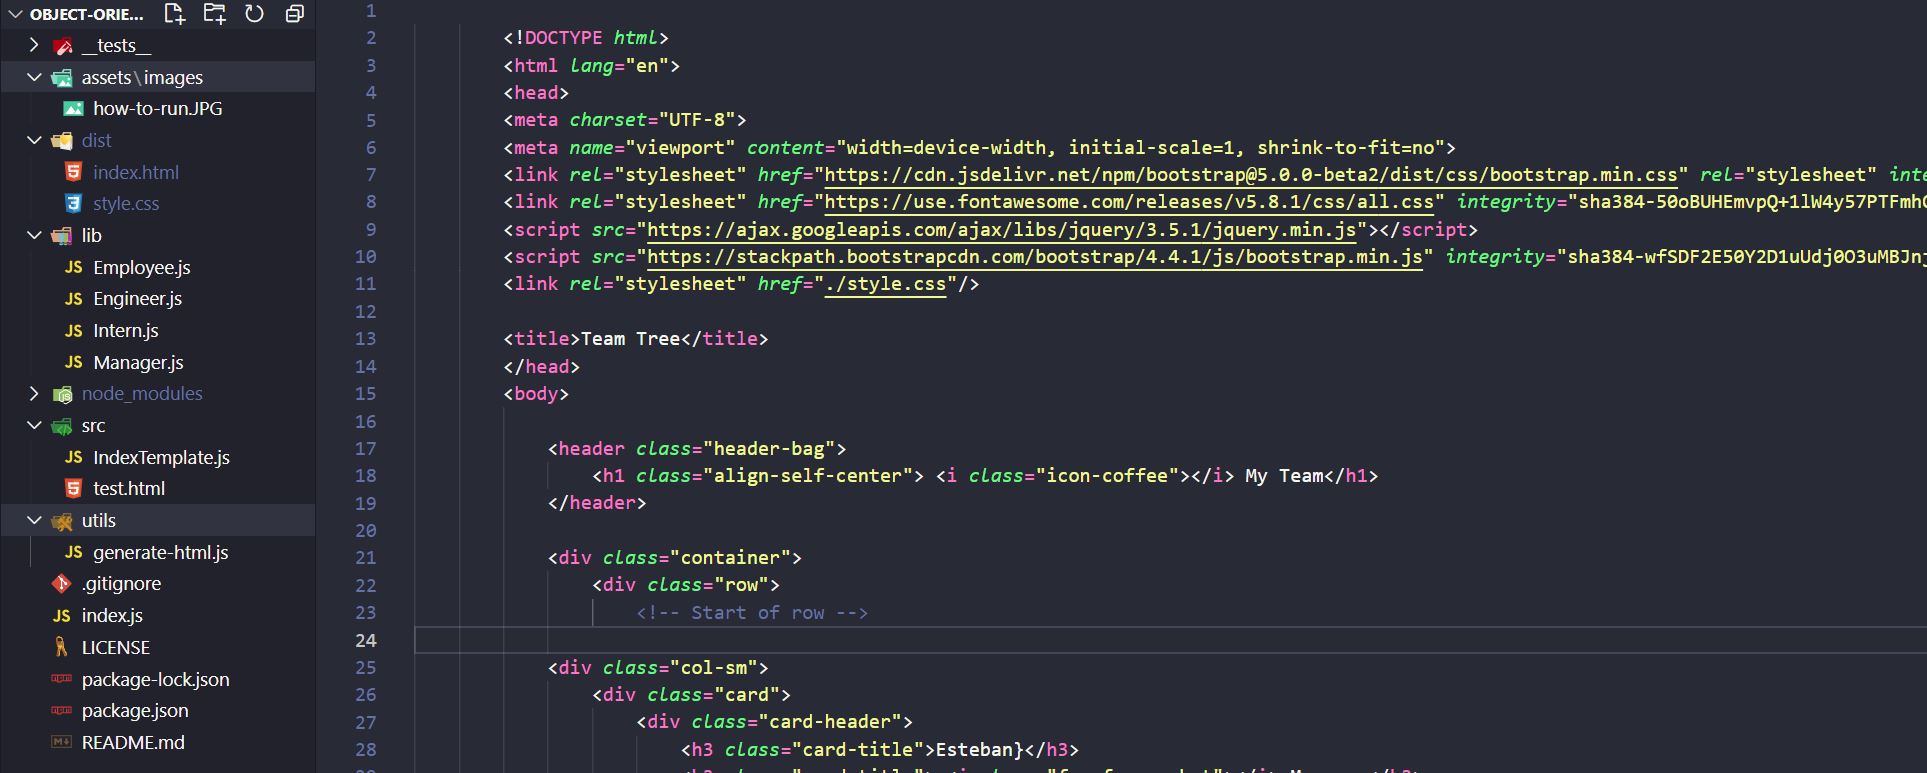 OBJECT-ORIE...
__tests__
assets\images
how-to-run.JPG
dist
index.html
style.css
lib
JS Employee.js
JS Engineer.js
JS Intern.js
JS Manager.js
node_modules
src
JS IndexTemplate.js
test.html
utils
JS generate-html.js
.gitignore
JS index.js
LICENSE
package-lock.json
package.json
README.md
1
2 <!DOCTYPE html>
3 <html lang="en">
4 <head>
5 <meta charset="UTF-8">
6 <meta name="viewport" content="width=device-width, initial-scale=1, shrink-to-fit=no">
7 <link rel="stylesheet" href="https://cdn.jsdelivr.net/npm/bootstrap@5.0.0-beta2/dist/css/bootstrap.min.css" rel="stylesheet" inte
8 <link rel="stylesheet" href="https://use.fontawesome.com/releases/v5.8.1/css/all.css" integrity="sha384-50oBUHEmvpQ+1lW4y57PTFmh
9 <script src="https://ajax.googleapis.com/ajax/libs/jquery/3.5.1/jquery.min.js"></script>
10 <script src="https://stackpath.bootstrapcdn.com/bootstrap/4.4.1/js/bootstrap.min.js" integrity="sha384-wfSDF2E50Y2D1uUdj0O3uMBJnj
11 <link rel="stylesheet" href="./style.css"/>
12
13 <title>Team Tree</title>
14 </head>
15 <body>
16
17 <header class="header-bag">
18 <h1 class="align-self-center"> <i class="icon-coffee"></i> My Team</h1>
19 </header>
20
21 <div class="container">
22 <div class="row">
23 <!-- Start of row -->
24
25 <div class="col-sm">
26 <div class="card">
27 <div class="card-header">
28 <h3 class="card-title">Esteban}</h3>